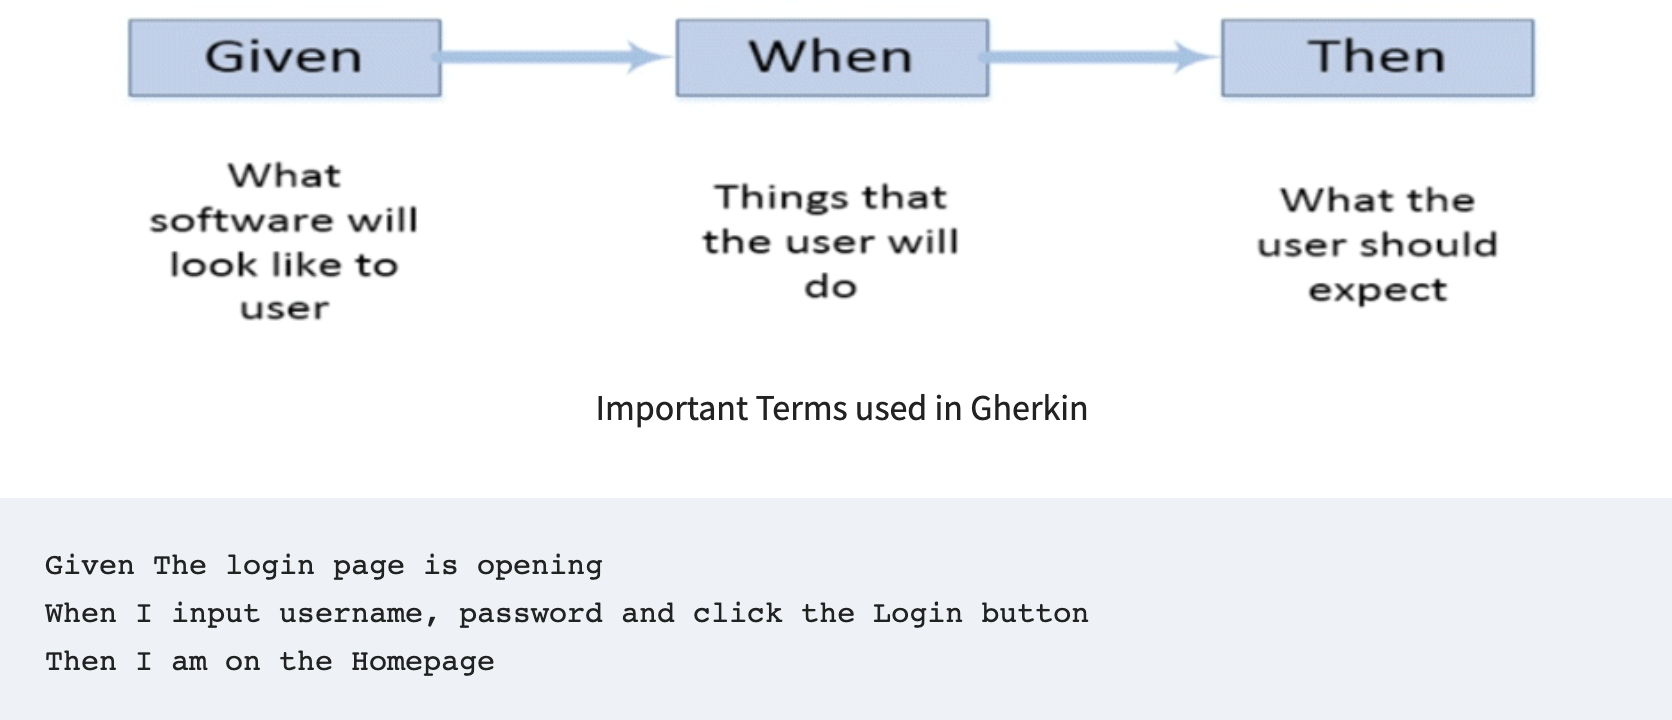 Given
When
Then
What
software will
look like to
user
Things that
the user will
do
What the
user should
expect
Important Terms used in Gherkin
Given The login page is opening
When I input username, password and click the Login button
Then I am on the Homepage